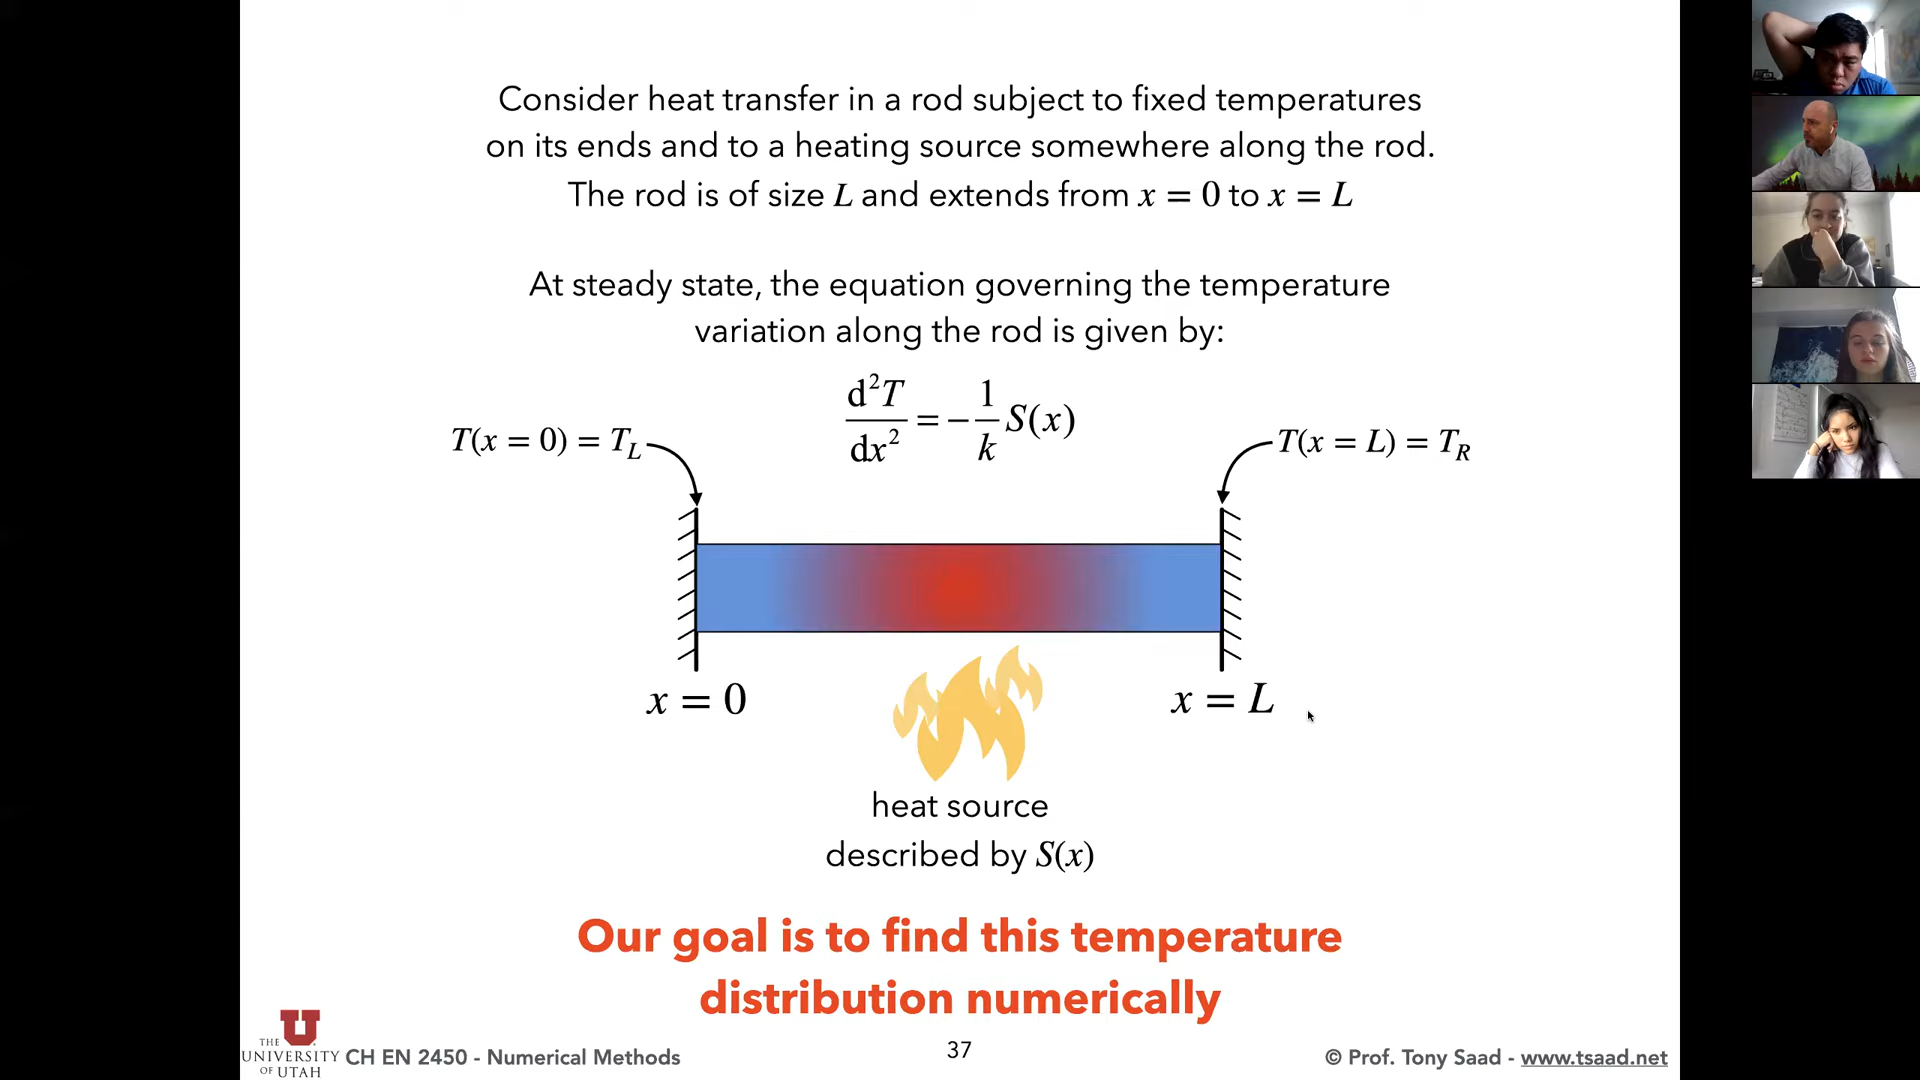 Consider heat transfer in a rod subject to fixed temperatures
on its ends and to a heating source somewhere along the rod.
The rod is of size L and extends from x = 0 to x = L
At steady state, the equation governing the temperature
variation along the rod is given by:
d²T/dx² = −1/k S(x)
T(x = 0) = T_L
T(x = L) = T_R
x = 0
x = L
heat source
described by S(x)
Our goal is to find this temperature
distribution numerically
THE
UNIVERSITY
OF UTAH
U
CH EN 2450 - Numerical Methods
37
© Prof. Tony Saad - www.tsaad.net